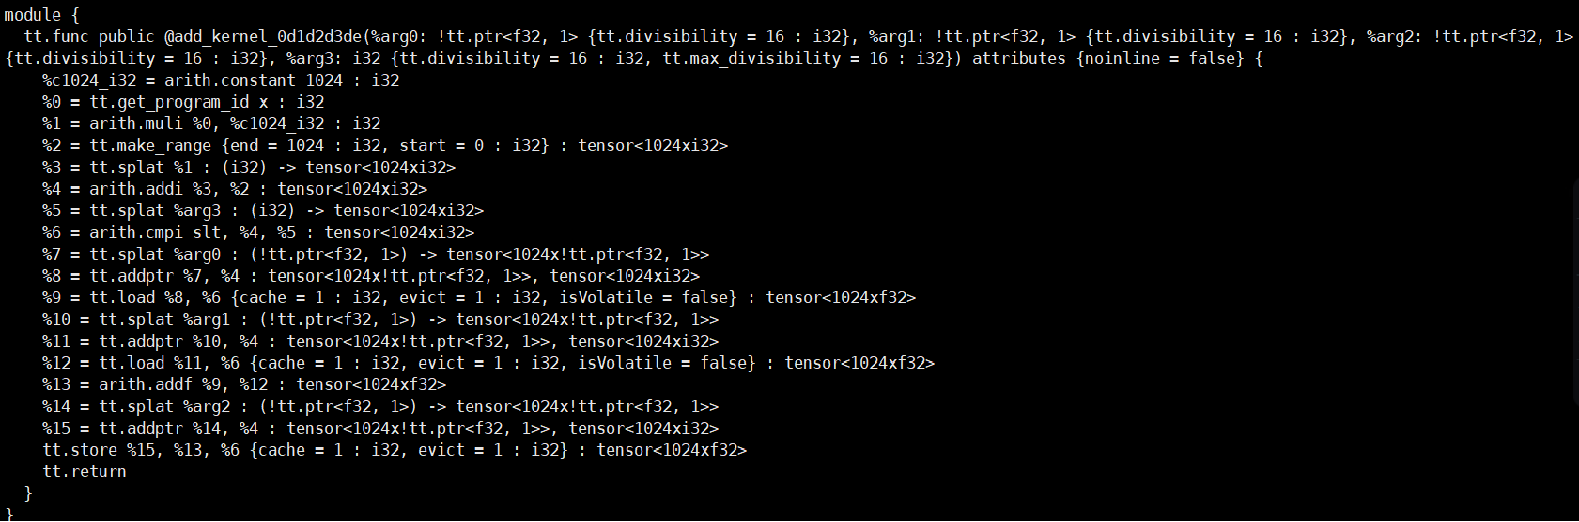 module {
  tt.func public @add_kernel_0d1d2d3de(%arg0: !tt.ptr<f32, 1> {tt.divisibility = 16 : i32}, %arg1: !tt.ptr<f32, 1> {tt.divisibility = 16 : i32}, %arg2: !tt.ptr<f32, 1>
{tt.divisibility = 16 : i32}, %arg3: i32 {tt.divisibility = 16 : i32, tt.max_divisibility = 16 : i32}) attributes {noinline = false} {
    %c1024_i32 = arith.constant 1024 : i32
    %0 = tt.get_program_id x : i32
    %1 = arith.muli %0, %c1024_i32 : i32
    %2 = tt.make_range {end = 1024 : i32, start = 0 : i32} : tensor<1024xi32>
    %3 = tt.splat %1 : (i32) -> tensor<1024xi32>
    %4 = arith.addi %3, %2 : tensor<1024xi32>
    %5 = tt.splat %arg3 : (i32) -> tensor<1024xi32>
    %6 = arith.cmpi slt, %4, %5 : tensor<1024xi32>
    %7 = tt.splat %arg0 : (!tt.ptr<f32, 1>) -> tensor<1024x!tt.ptr<f32, 1>>
    %8 = tt.addptr %7, %4 : tensor<1024x!tt.ptr<f32, 1>>, tensor<1024xi32>
    %9 = tt.load %8, %6 {cache = 1 : i32, evict = 1 : i32, isVolatile = false} : tensor<1024xf32>
    %10 = tt.splat %arg1 : (!tt.ptr<f32, 1>) -> tensor<1024x!tt.ptr<f32, 1>>
    %11 = tt.addptr %10, %4 : tensor<1024x!tt.ptr<f32, 1>>, tensor<1024xi32>
    %12 = tt.load %11, %6 {cache = 1 : i32, evict = 1 : i32, isVolatile = false} : tensor<1024xf32>
    %13 = arith.addf %9, %12 : tensor<1024xf32>
    %14 = tt.splat %arg2 : (!tt.ptr<f32, 1>) -> tensor<1024x!tt.ptr<f32, 1>>
    %15 = tt.addptr %14, %4 : tensor<1024x!tt.ptr<f32, 1>>, tensor<1024xi32>
    tt.store %15, %13, %6 {cache = 1 : i32, evict = 1 : i32} : tensor<1024xf32>
    tt.return
  }
}